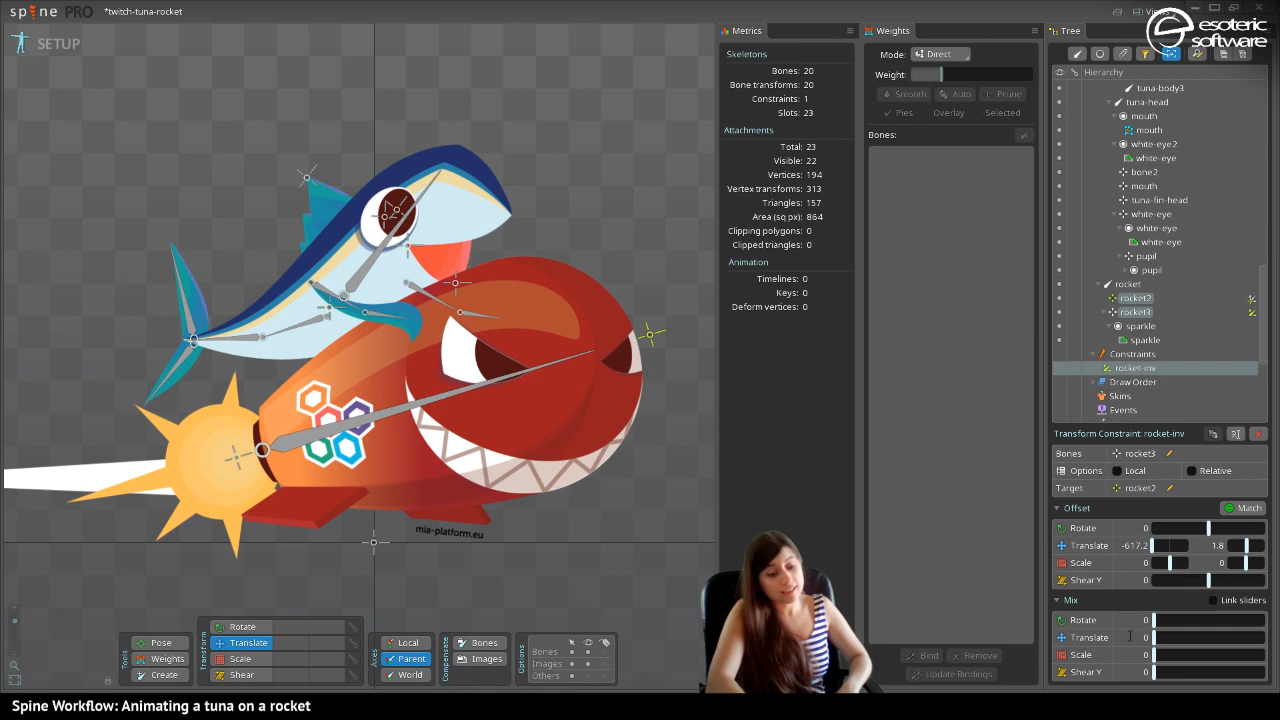 spine PRO
*twitch-tuna-rocket
Views
esoteric
software
SETUP
mia-platform.eu
Tools
Pose
Weights
Create
Transform
Rotate
Translate
Scale
Shear
Axes
Local
Parent
World
Compensate
Bones
Images
Options
Bones
Images
Others
Metrics
Skeletons
Bones: 20
Bone transforms: 20
Constraints: 1
Slots: 23
Attachments
Total: 23
Visible: 22
Vertices: 194
Vertex transforms: 313
Triangles: 157
Area (sq px): 864
Clipping polygons: 0
Clipped triangles: 0
Animation
Timelines: 0
Keys: 0
Deform vertices: 0
Weights
Mode: Direct
Weight:
Smooth Auto Prune
Pies Overlay Selected
Bones:
Bind Remove
Update Bindings
Tree
Hierarchy
tuna-body3
tuna-head
mouth
mouth
white-eye2
white-eye
bone2
mouth
tuna-fin-head
white-eye
white-eye
white-eye
pupil
pupil
rocket
rocket2
rocket3
sparkle
sparkle
Constraints
rocket-inv
Draw Order
Skins
Events
Transform Constraint: rocket-inv
Bones rocket3
Options Local Relative
Target rocket2
Offset Match
Rotate 0
Translate -617.2 1.8
Scale 0 0
Shear Y 0
Mix Link sliders
Rotate 0
Translate 0
Scale 0
Shear Y 0
Spine Workflow: Animating a tuna on a rocket